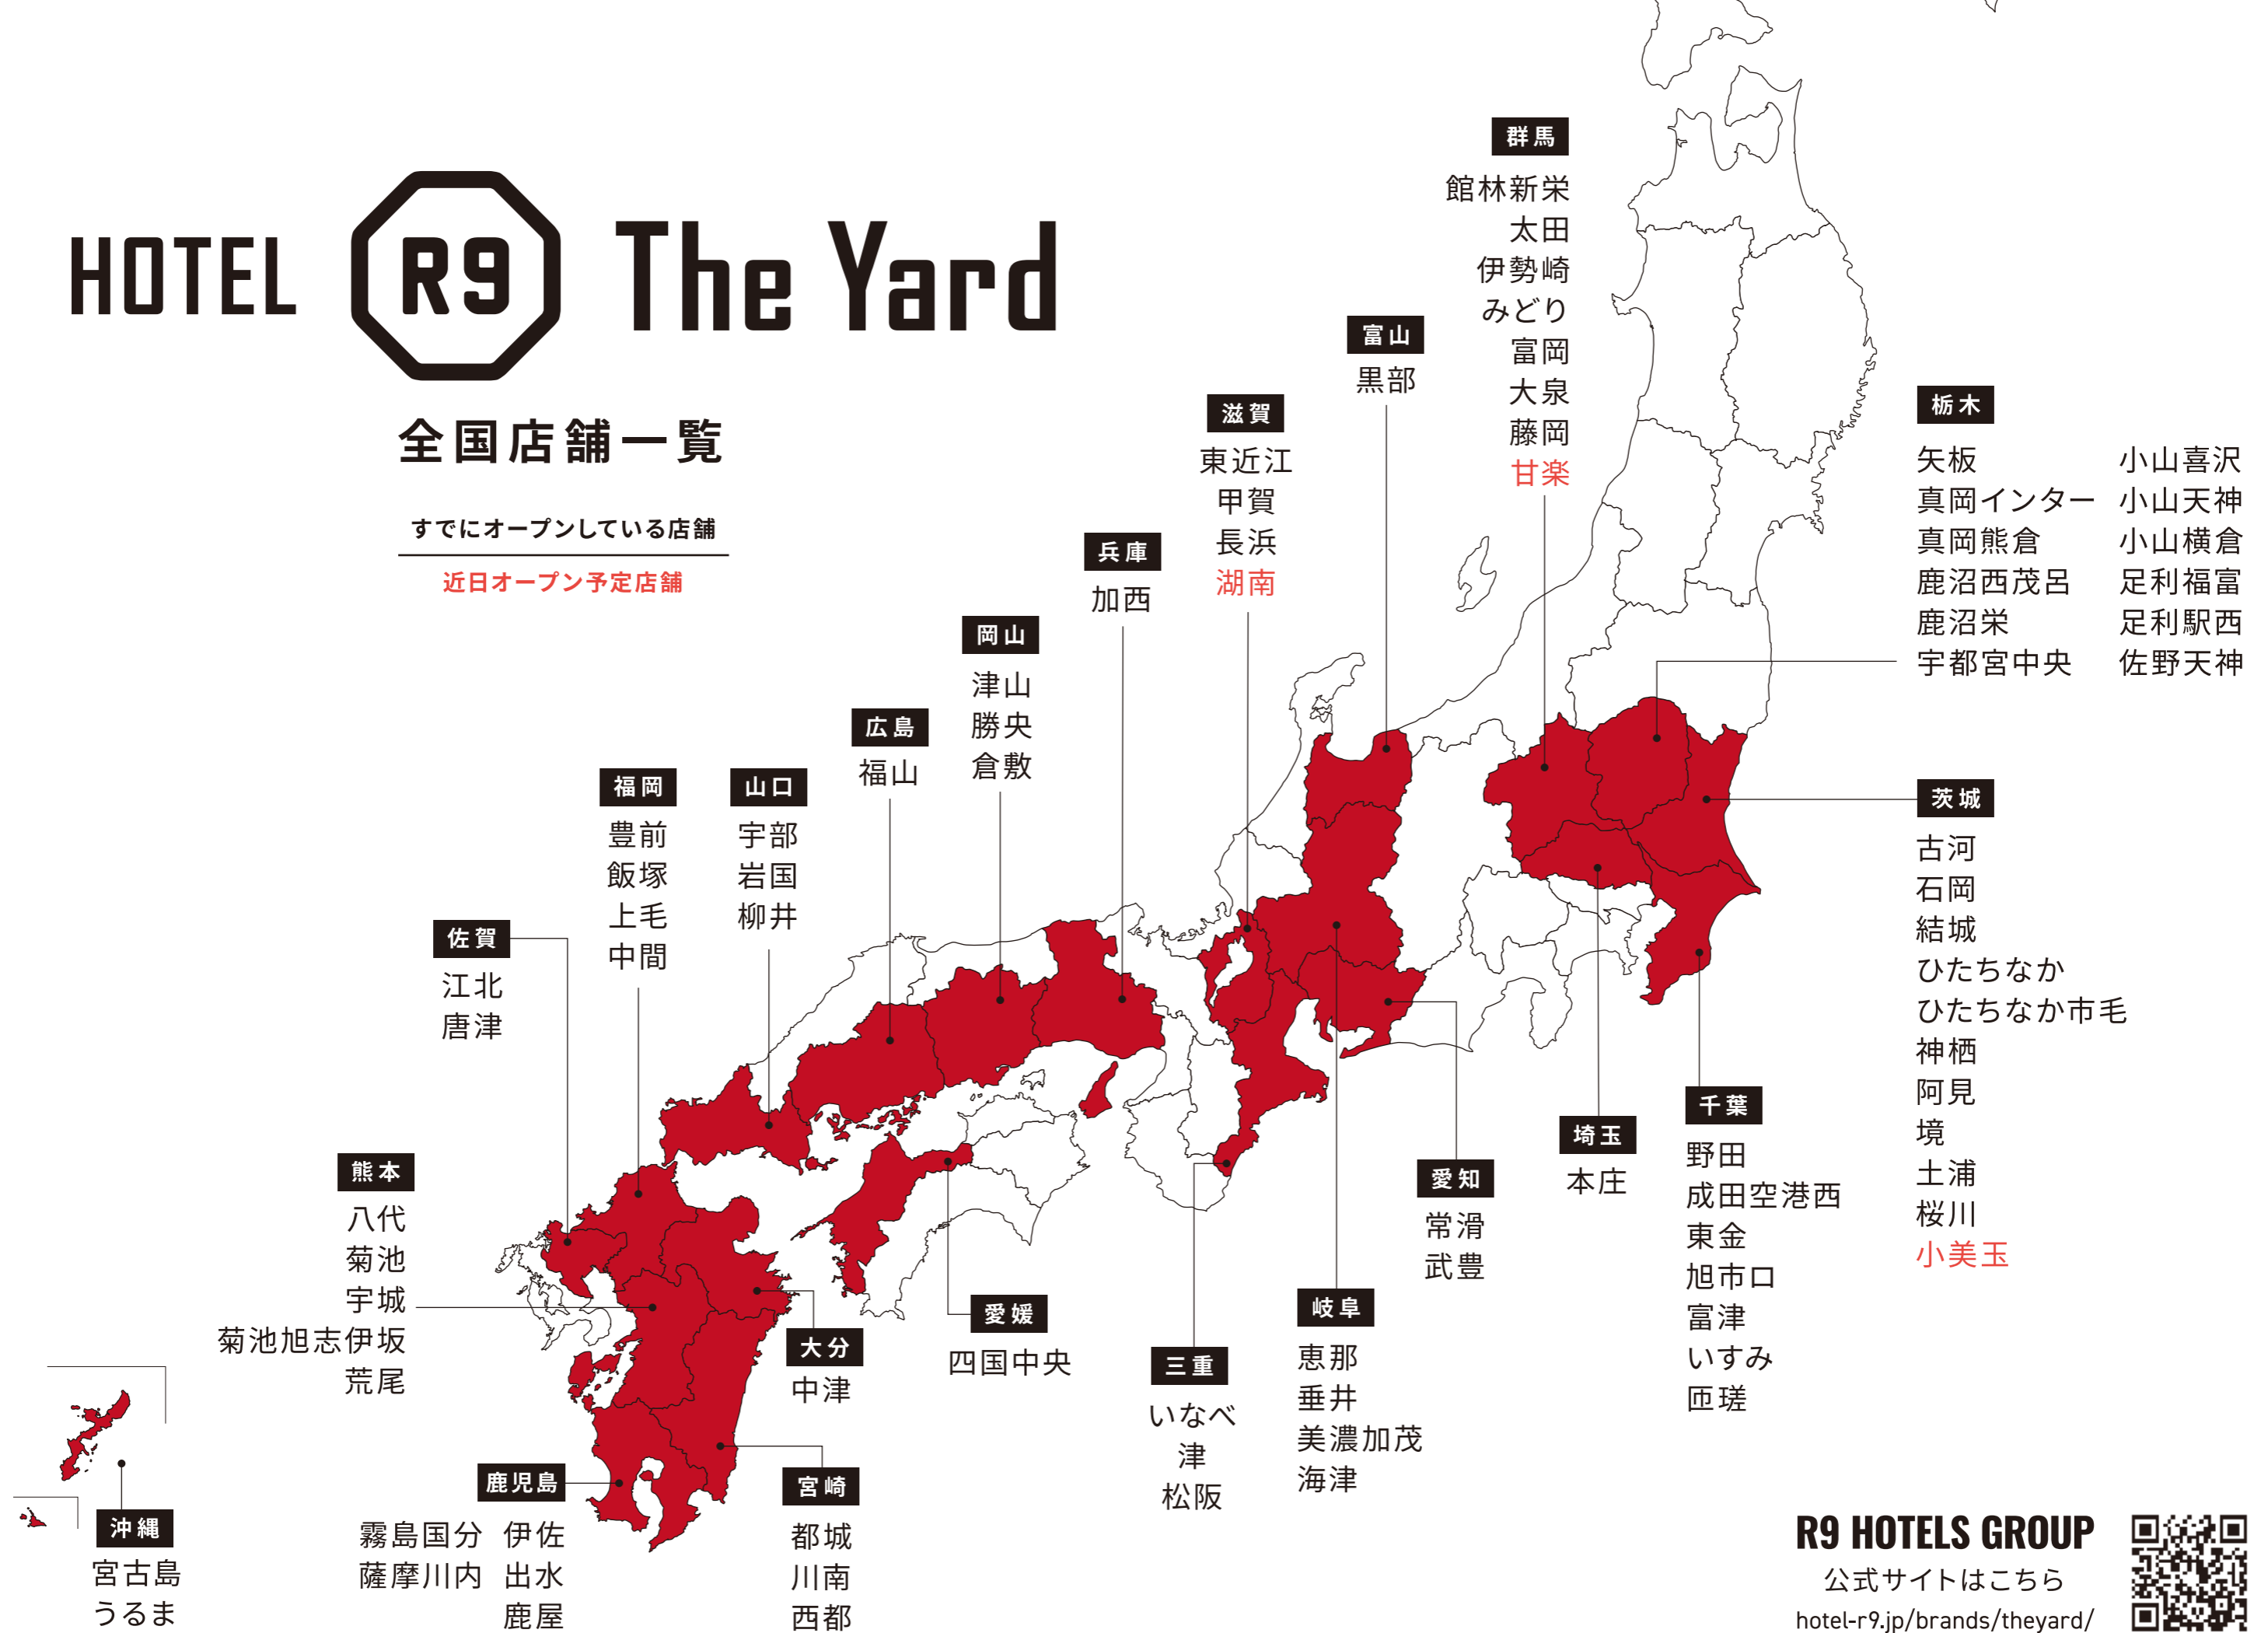 HOTEL R9 The Yard
全国店舗一覧
すでにオープンしている店舗
近日オープン予定店舗
群馬
館林新栄
太田
伊勢崎
みどり
富岡
大泉
藤岡
甘楽
富山
黒部
滋賀
東近江
甲賀
長浜
湖南
兵庫
加西
岡山
津山
勝央
倉敷
広島
福山
山口
宇部
岩国
柳井
福岡
豊前
飯塚
上毛
中間
佐賀
江北
唐津
熊本
八代
菊池
宇城
菊池旭志伊坂
荒尾
沖縄
宮古島
うるま
鹿児島
霧島国分 伊佐
薩摩川内 出水
鹿屋
宮崎
都城
川南
西都
大分
中津
愛媛
四国中央
三重
いなべ
津
松阪
岐阜
恵那
垂井
美濃加茂
海津
愛知
常滑
武豊
埼玉
本庄
千葉
野田
成田空港西
東金
旭市口
富津
いすみ
匝瑳
栃木
矢板 小山喜沢
真岡インター 小山天神
真岡熊倉 小山横倉
鹿沼西茂呂 足利福富
鹿沼栄 足利駅西
宇都宮中央 佐野天神
茨城
古河
石岡
結城
ひたちなか
ひたちなか市毛
神栖
阿見
境
土浦
桜川
小美玉
R9 HOTELS GROUP
公式サイトはこちら
hotel-r9.jp/brands/theyard/